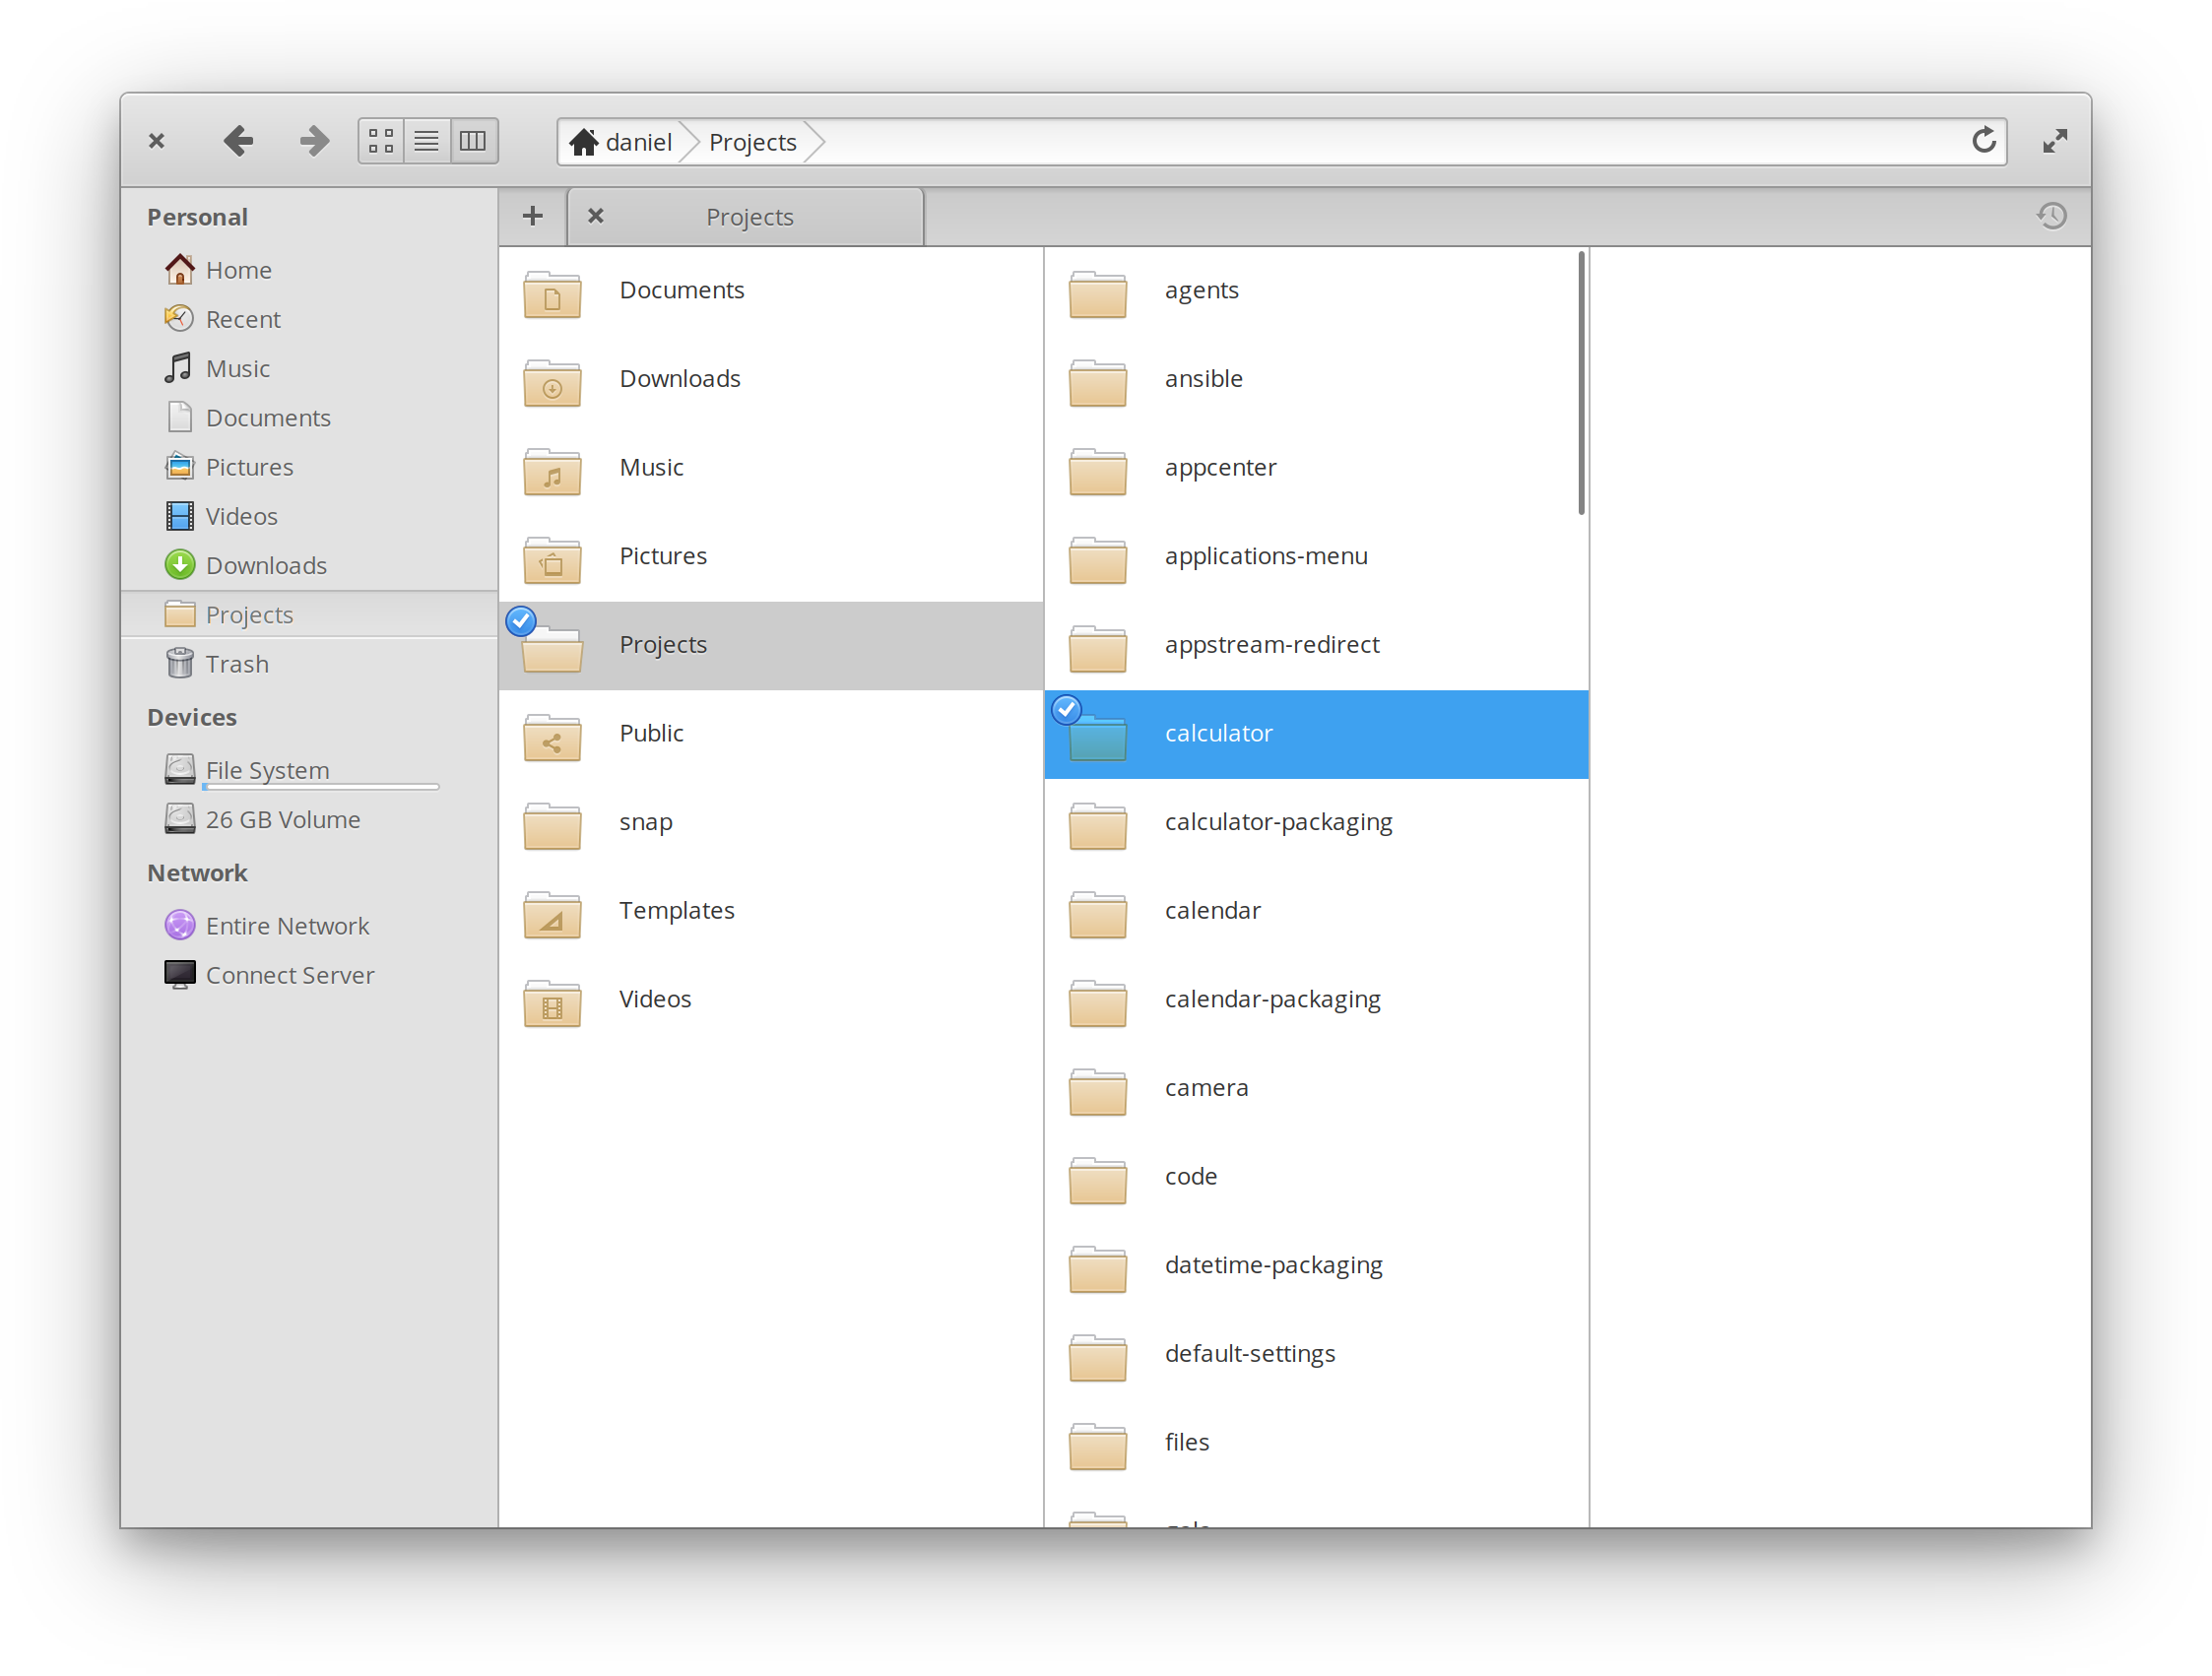 daniel
Projects
Personal
Home
Recent
Music
Documents
Pictures
Videos
Downloads
Projects
Trash
Devices
File System
26 GB Volume
Network
Entire Network
Connect Server
Projects
Documents
Downloads
Music
Pictures
Projects
Public
snap
Templates
Videos
agents
ansible
appcenter
applications-menu
appstream-redirect
calculator
calculator-packaging
calendar
calendar-packaging
camera
code
datetime-packaging
default-settings
files